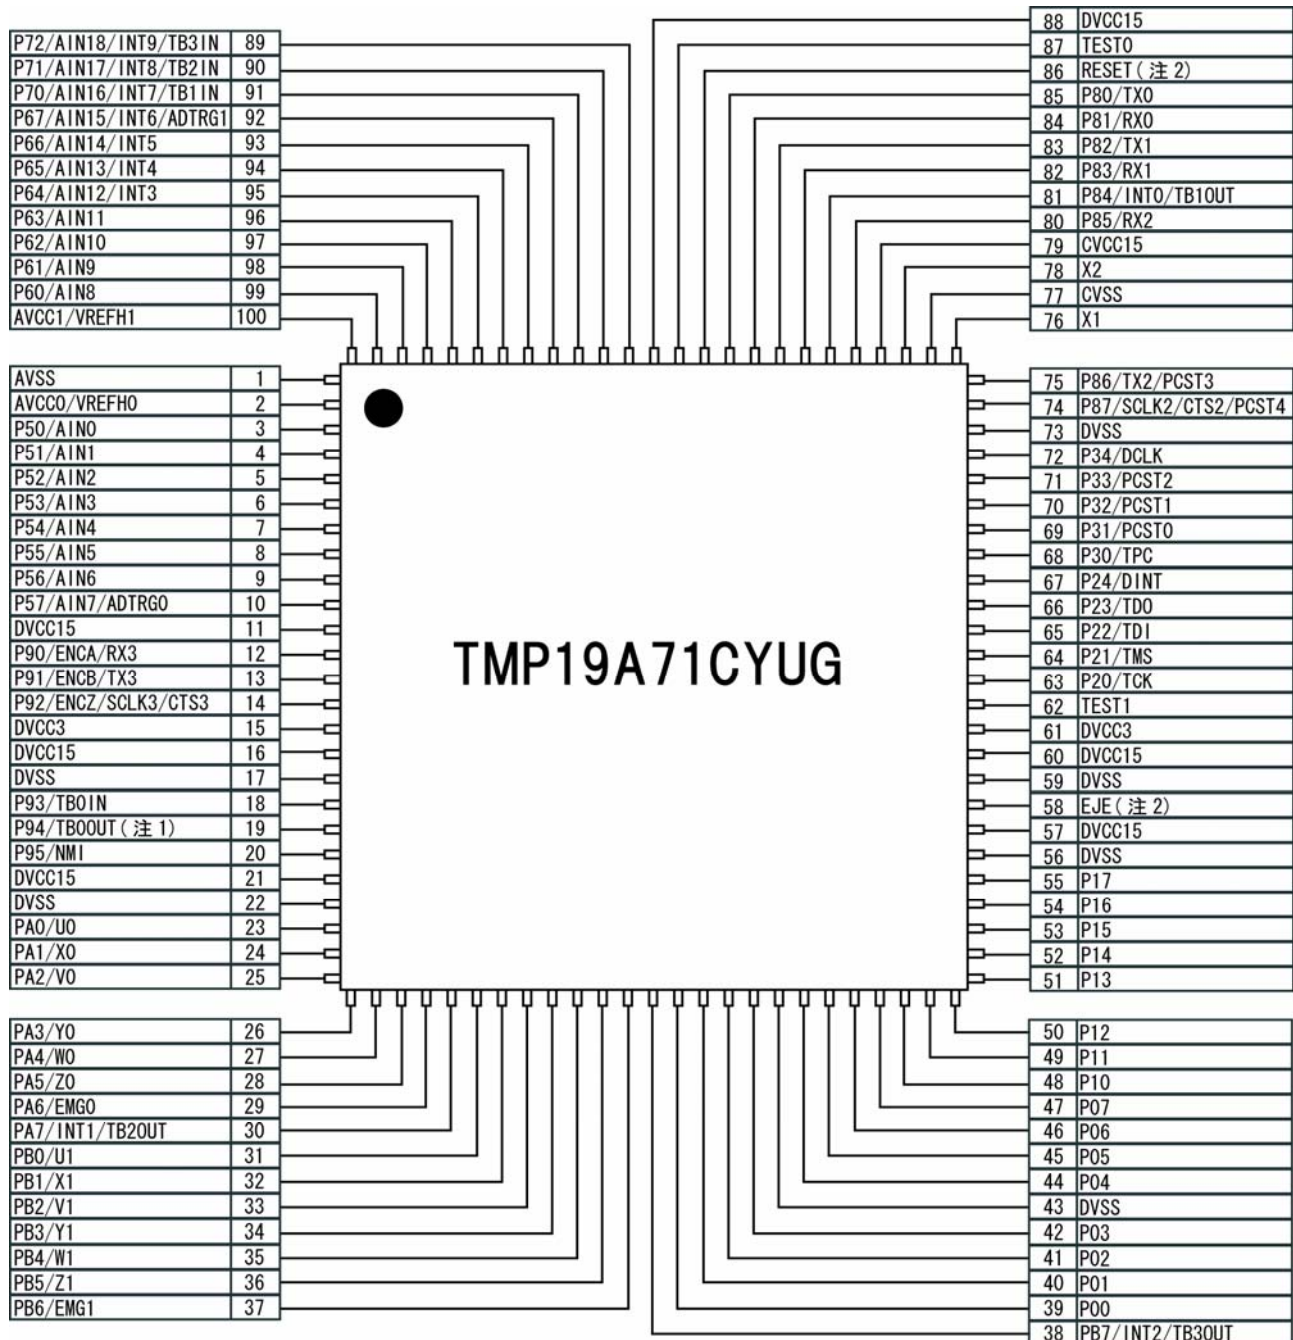 P72/AIN18/INT9/TB3IN 89
P71/AIN17/INT8/TB2IN 90
P70/AIN16/INT7/TB1IN 91
P67/AIN15/INT6/ADTRG1 92
P66/AIN14/INT5 93
P65/AIN13/INT4 94
P64/AIN12/INT3 95
P63/AIN11 96
P62/AIN10 97
P61/AIN9 98
P60/AIN8 99
AVCC1/VREFH1 100
88 DVCC15
87 TEST0
86 RESET(注2)
85 P80/TX0
84 P81/RX0
83 P82/TX1
82 P83/RX1
81 P84/INT0/TB1OUT
80 P85/RX2
79 CVCC15
78 X2
77 CVSS
76 X1
AVSS 1
AVCC0/VREFH0 2
P50/AIN0 3
P51/AIN1 4
P52/AIN2 5
P53/AIN3 6
P54/AIN4 7
P55/AIN5 8
P56/AIN6 9
P57/AIN7/ADTRG0 10
DVCC15 11
P90/ENCA/RX3 12
P91/ENCB/TX3 13
P92/ENCZ/SCLK3/CTS3 14
DVCC3 15
DVCC15 16
DVSS 17
P93/TB0IN 18
P94/TB0OUT(注1) 19
P95/NMI 20
DVCC15 21
DVSS 22
PA0/U0 23
PA1/X0 24
PA2/V0 25
TMP19A71CYUG
75 P86/TX2/PCST3
74 P87/SCLK2/CTS2/PCST4
73 DVSS
72 P34/DCLK
71 P33/PCST2
70 P32/PCST1
69 P31/PCST0
68 P30/TPC
67 P24/DINT
66 P23/TDO
65 P22/TDI
64 P21/TMS
63 P20/TCK
62 TEST1
61 DVCC3
60 DVCC15
59 DVSS
58 EJE(注2)
57 DVCC15
56 DVSS
55 P17
54 P16
53 P15
52 P14
51 P13
PA3/Y0 26
PA4/W0 27
PA5/Z0 28
PA6/EMG0 29
PA7/INT1/TB2OUT 30
PB0/U1 31
PB1/X1 32
PB2/V1 33
PB3/Y1 34
PB4/W1 35
PB5/Z1 36
PB6/EMG1 37
50 P12
49 P11
48 P10
47 P07
46 P06
45 P05
44 P04
43 DVSS
42 P03
41 P02
40 P01
39 P00
38 PB7/INT2/TB3OUT